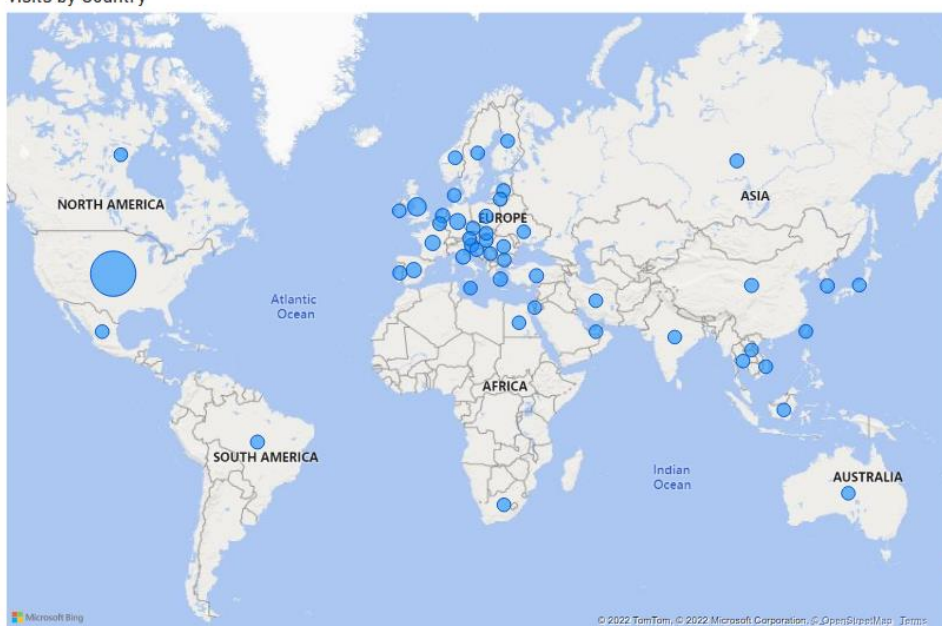 Visits by Country
NORTH AMERICA
EUROPE
ASIA
Atlantic
Ocean
AFRICA
SOUTH AMERICA
Indian
Ocean
AUSTRALIA
Microsoft Bing
© 2022 TomTom, © 2022 Microsoft Corporation, © OpenStreetMap Terms